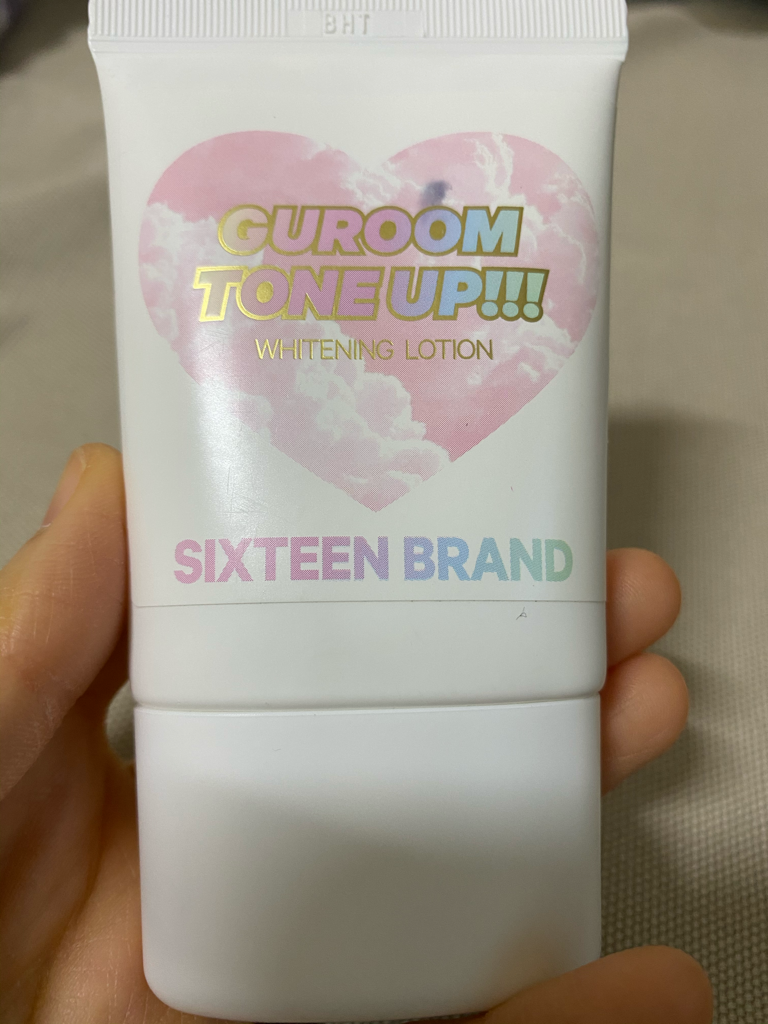 BHT
GUROOM
TONE UP!!!
WHITENING LOTION
SIXTEEN BRAND